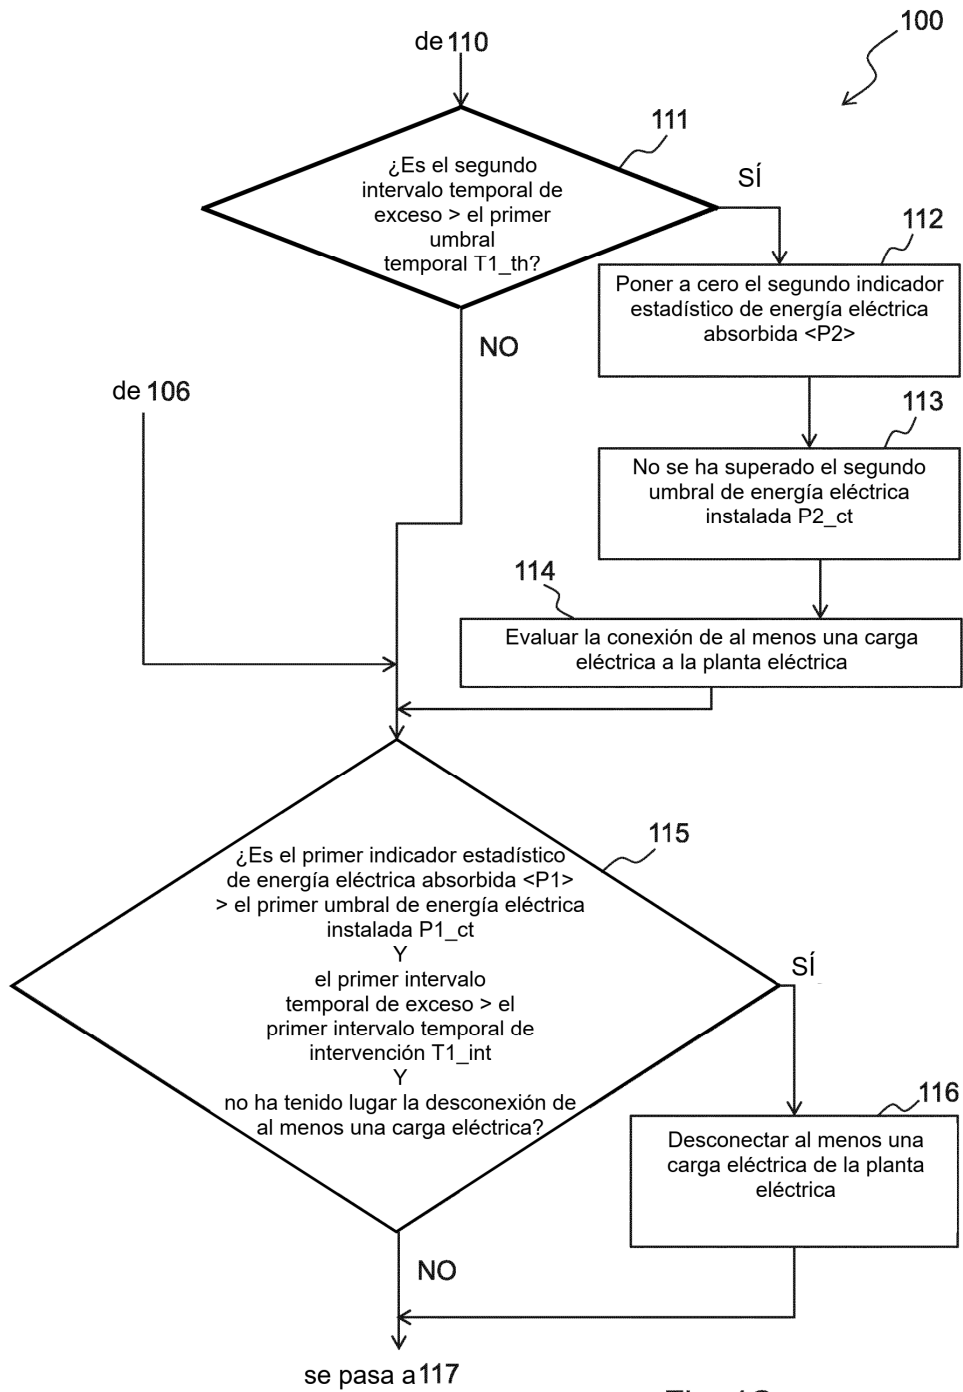 100
de 110
111
¿Es el segundo
intervalo temporal de
exceso > el primer
umbral
temporal T1_th?
SÍ
112
Poner a cero el segundo indicador
estadístico de energía eléctrica
absorbida <P2>
NO
de 106
113
No se ha superado el segundo
umbral de energía eléctrica
instalada P2_ct
114
Evaluar la conexión de al menos una carga
eléctrica a la planta eléctrica
115
¿Es el primer indicador estadístico
de energía eléctrica absorbida <P1>
> el primer umbral de energía eléctrica
instalada P1_ct
Y
el primer intervalo
temporal de exceso > el
primer intervalo temporal de
intervención T1_int
Y
no ha tenido lugar la desconexión de
al menos una carga eléctrica?
SÍ
116
Desconectar al menos una
carga eléctrica de la planta
eléctrica
NO
se pasa a 117